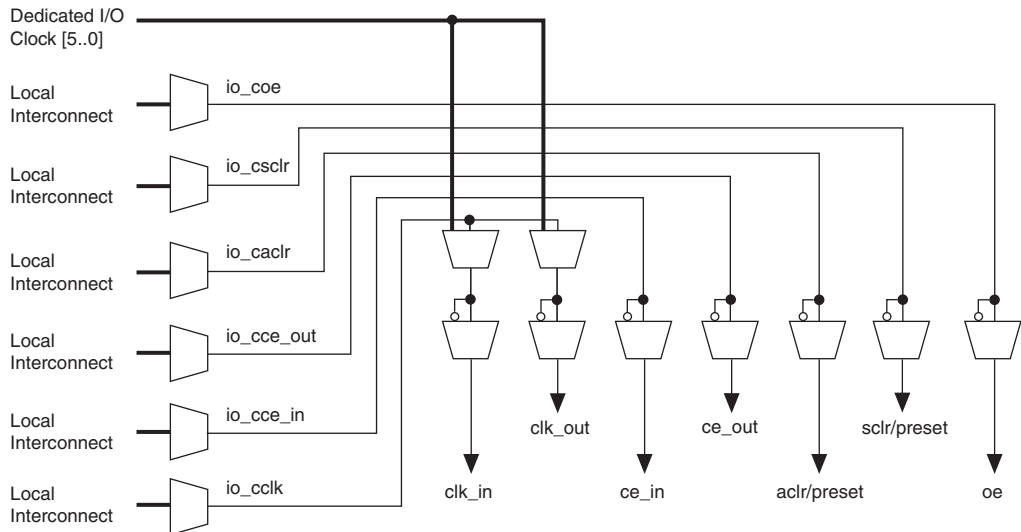 Dedicated I/O
Clock [5..0]
Local
Interconnect
io_coe
Local
Interconnect
io_csclr
Local
Interconnect
io_caclr
Local
Interconnect
io_cce_out
Local
Interconnect
io_cce_in
Local
Interconnect
io_cclk
clk_out
ce_out
sclr/preset
clk_in
ce_in
aclr/preset
oe